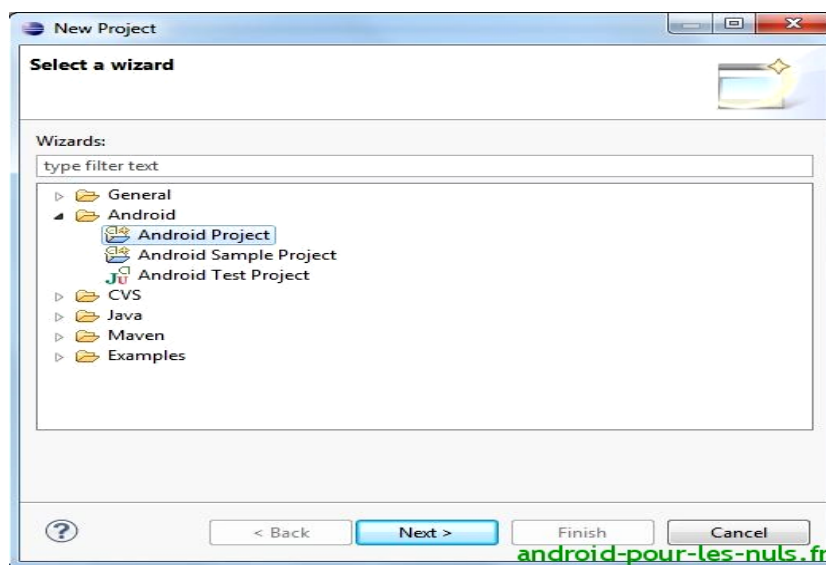 New Project
Select a wizard
Wizards:
type filter text
General
Android
Android Project
Android Sample Project
Android Test Project
CVS
Java
Maven
Examples
< Back
Next >
Finish
Cancel
android-pour-les-nuls.fr